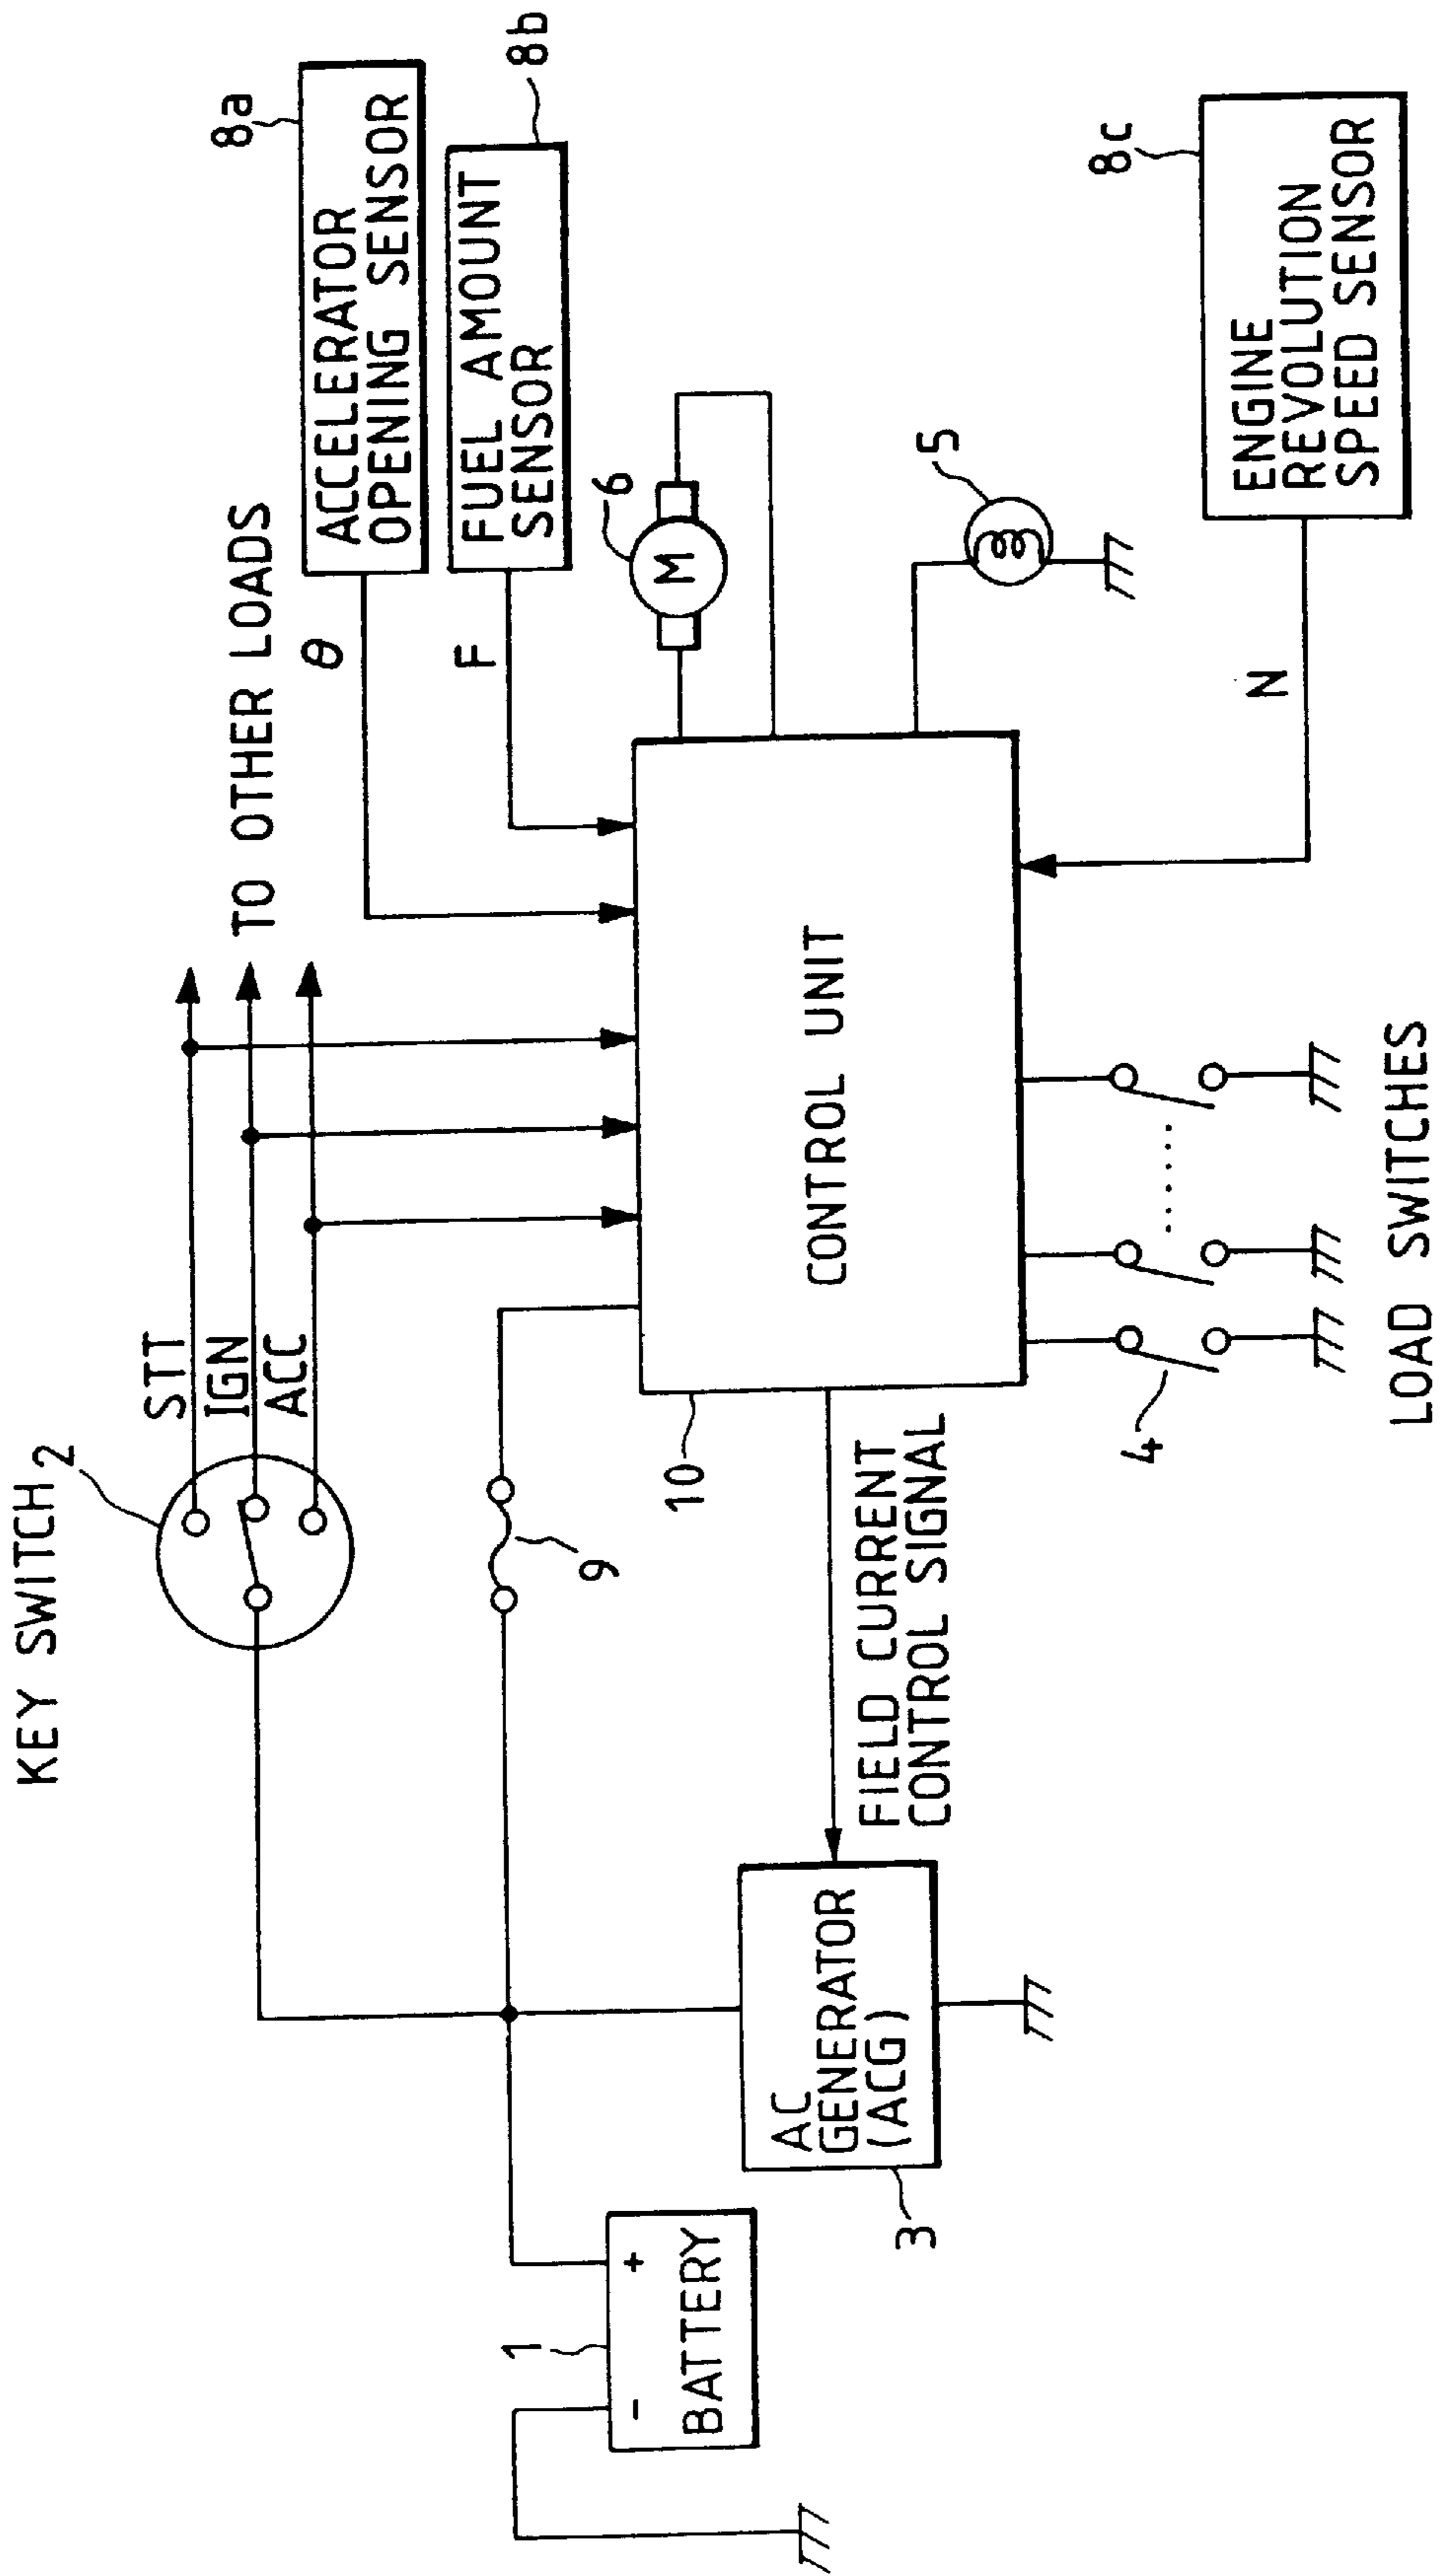 KEY SWITCH
2
STT
IGN
ACC
TO OTHER LOADS
8a
ACCELERATOR
OPENING SENSOR
θ
8b
FUEL AMOUNT
SENSOR
F
6
M
5
9
10
CONTROL UNIT
1
- +
BATTERY
AC
GENERATOR
(ACG)
3
FIELD CURRENT
CONTROL SIGNAL
4
LOAD SWITCHES
N
8c
ENGINE
REVOLUTION
SPEED SENSOR